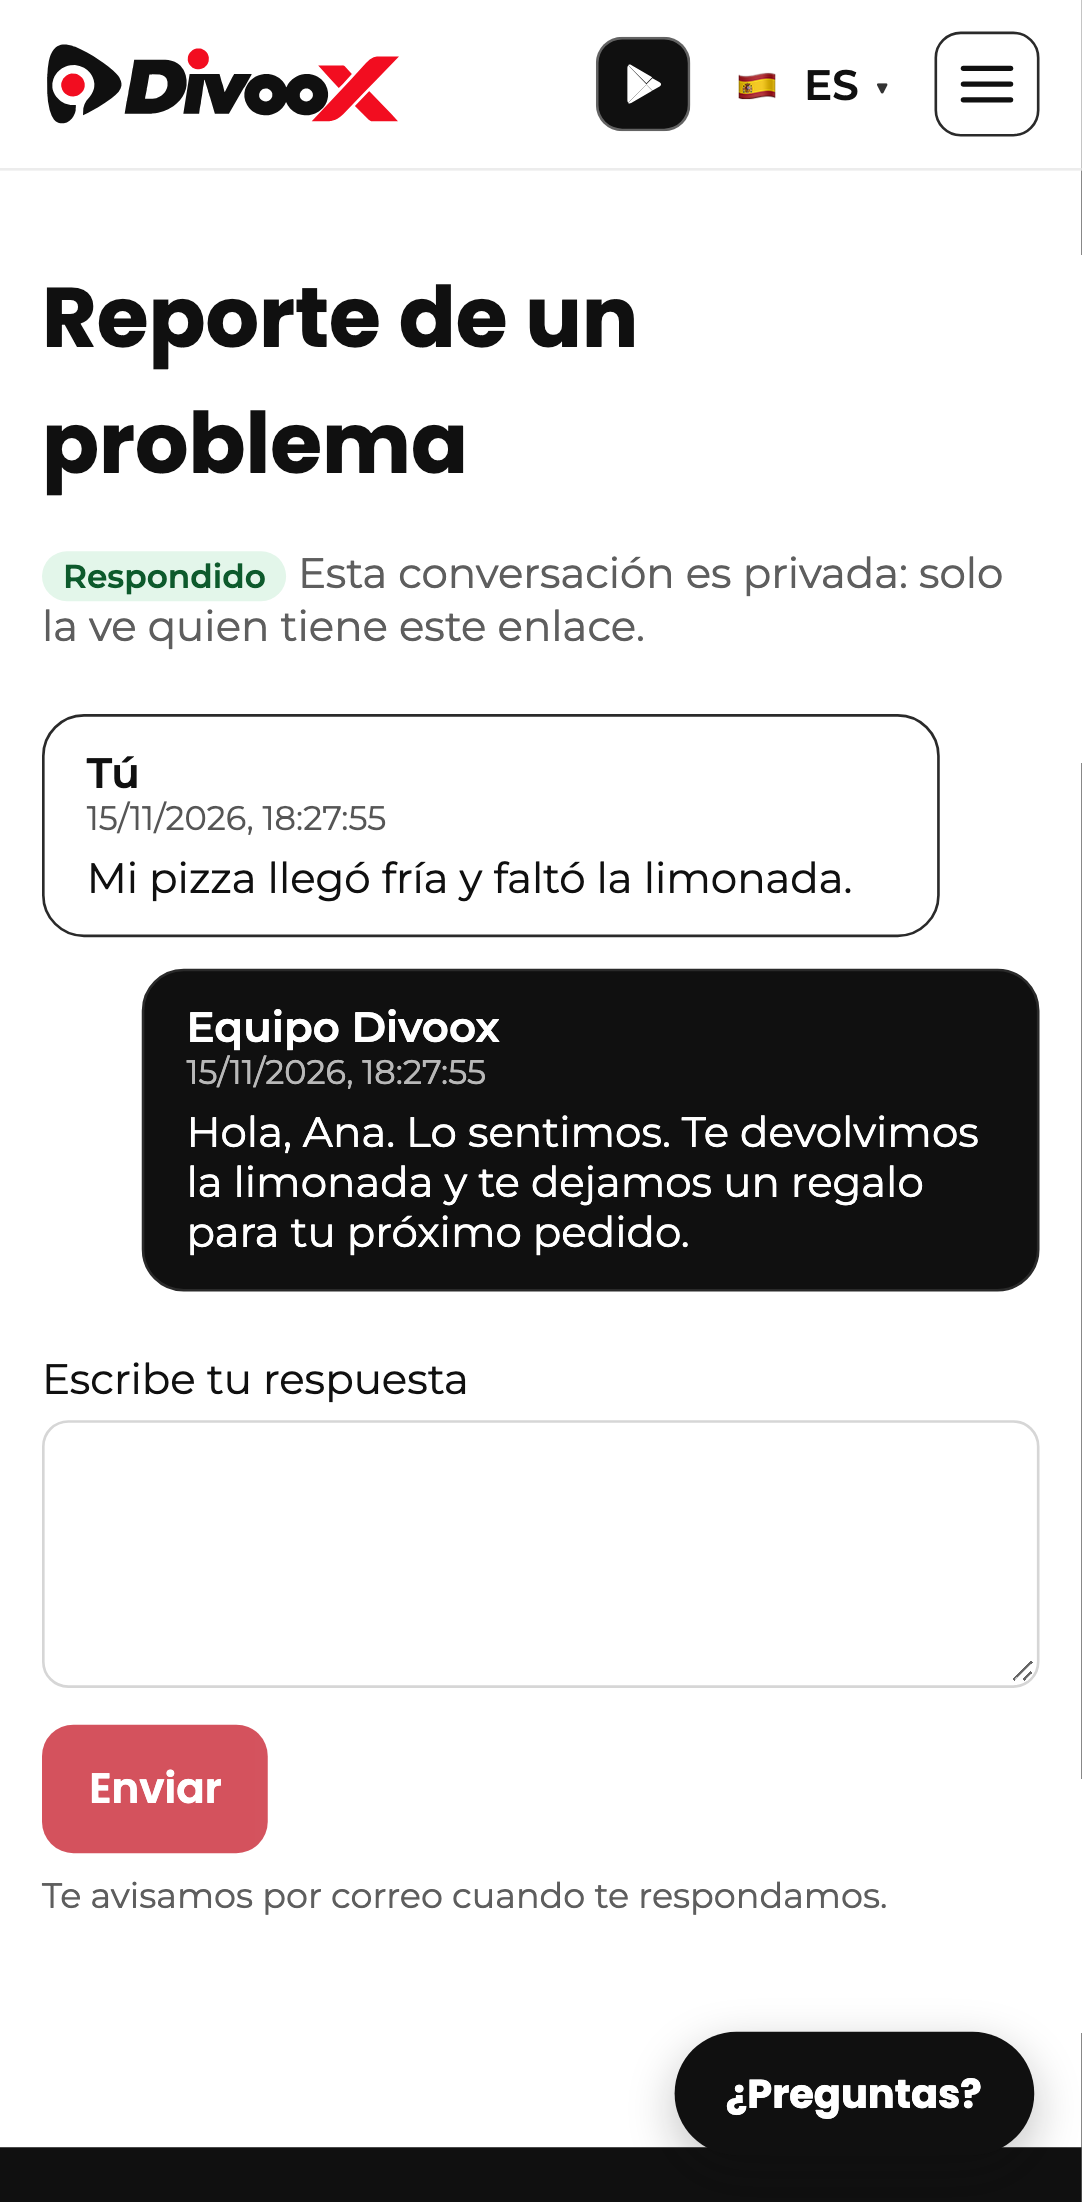 DivooX
ES
Reporte de un
problema
Respondido Esta conversación es privada: solo
la ve quien tiene este enlace.
Tú
15/11/2026, 18:27:55
Mi pizza llegó fría y faltó la limonada.
Equipo Divoox
15/11/2026, 18:27:55
Hola, Ana. Lo sentimos. Te devolvimos
la limonada y te dejamos un regalo
para tu próximo pedido.
Escribe tu respuesta
Enviar
Te avisamos por correo cuando te respondamos.
¿Preguntas?